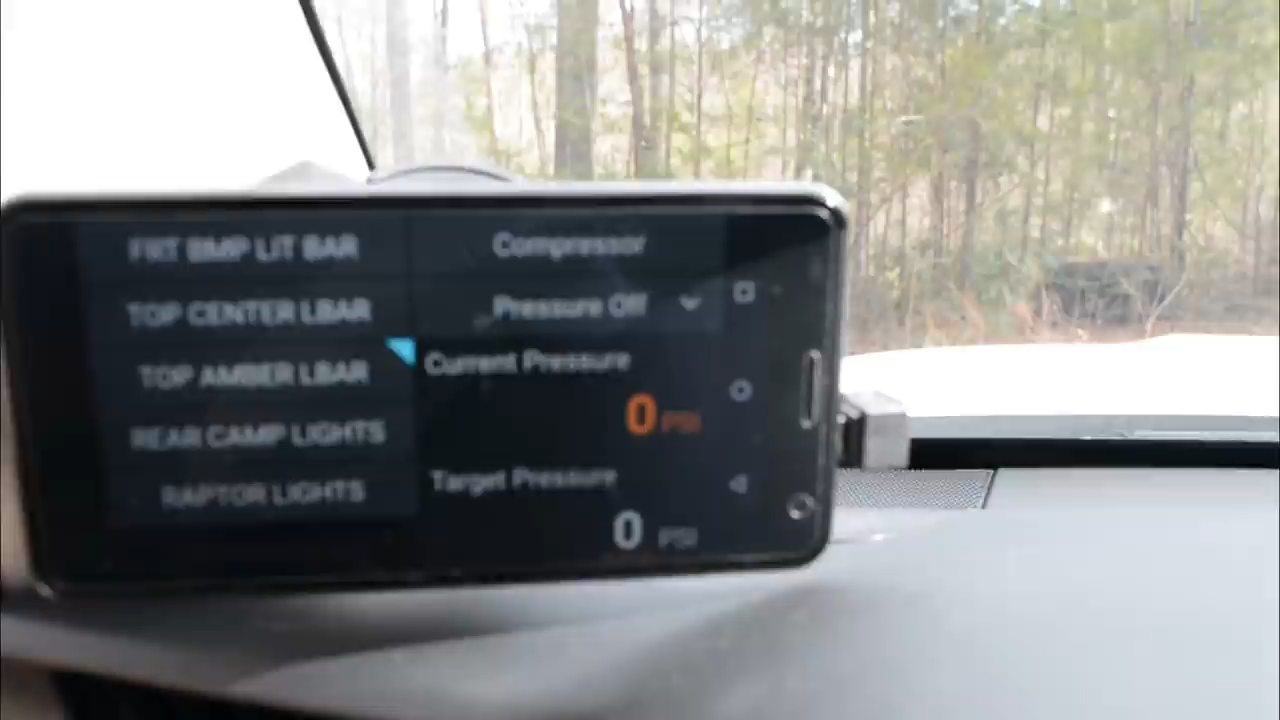 FRT BMP LIT BAR
TOP CENTER LBAR
TOP AMBER LBAR
REAR CAMP LIGHTS
RAPTOR LIGHTS
Compressor
Pressure Off
Current Pressure
0 PSI
Target Pressure
0 PSI